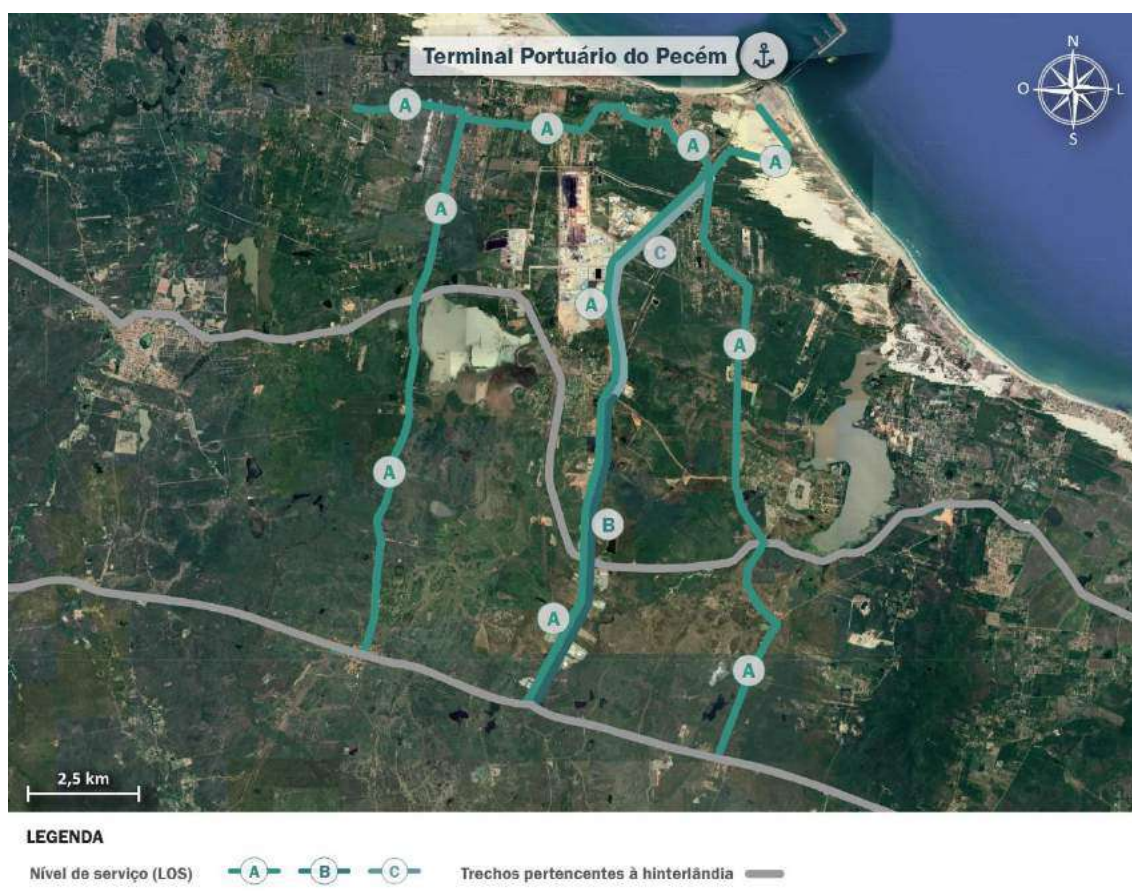 Terminal Portuário do Pecém
N
O L
S
A
A
A
A
A
C
A
A
A
B
A
A
2,5 km
LEGENDA
Nível de serviço (LOS) A B C Trechos pertencentes à hinterlândia